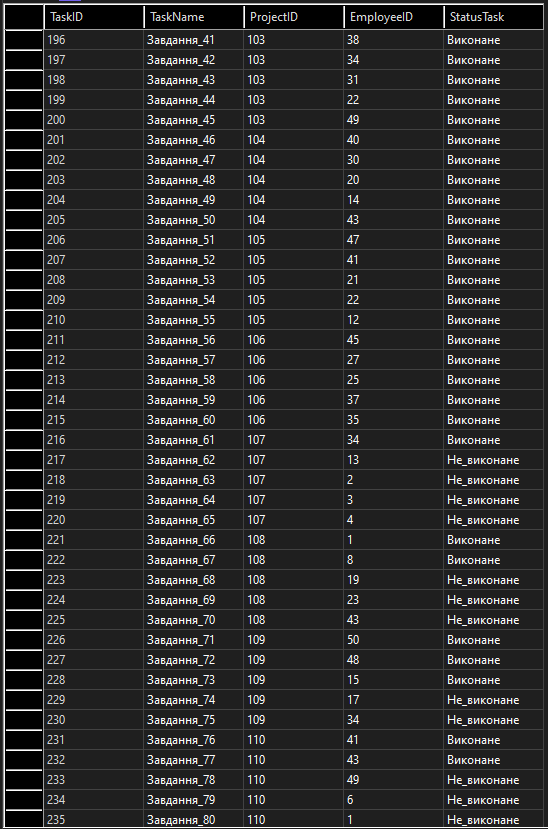 TaskID TaskName ProjectID EmployeeID StatusTask
196 Завдання_41 103 38 Виконане
197 Завдання_42 103 34 Виконане
198 Завдання_43 103 31 Виконане
199 Завдання_44 103 22 Виконане
200 Завдання_45 103 49 Виконане
201 Завдання_46 104 40 Виконане
202 Завдання_47 104 30 Виконане
203 Завдання_48 104 20 Виконане
204 Завдання_49 104 14 Виконане
205 Завдання_50 104 43 Виконане
206 Завдання_51 105 47 Виконане
207 Завдання_52 105 41 Виконане
208 Завдання_53 105 21 Виконане
209 Завдання_54 105 22 Виконане
210 Завдання_55 105 12 Виконане
211 Завдання_56 106 45 Виконане
212 Завдання_57 106 27 Виконане
213 Завдання_58 106 25 Виконане
214 Завдання_59 106 37 Виконане
215 Завдання_60 106 35 Виконане
216 Завдання_61 107 34 Виконане
217 Завдання_62 107 13 Не_виконане
218 Завдання_63 107 2 Не_виконане
219 Завдання_64 107 3 Не_виконане
220 Завдання_65 107 4 Не_виконане
221 Завдання_66 108 1 Виконане
222 Завдання_67 108 8 Виконане
223 Завдання_68 108 19 Не_виконане
224 Завдання_69 108 23 Не_виконане
225 Завдання_70 108 43 Не_виконане
226 Завдання_71 109 50 Виконане
227 Завдання_72 109 48 Виконане
228 Завдання_73 109 15 Виконане
229 Завдання_74 109 17 Не_виконане
230 Завдання_75 109 34 Не_виконане
231 Завдання_76 110 41 Виконане
232 Завдання_77 110 43 Виконане
233 Завдання_78 110 49 Не_виконане
234 Завдання_79 110 6 Не_виконане
235 Завдання_80 110 1 Не_виконане